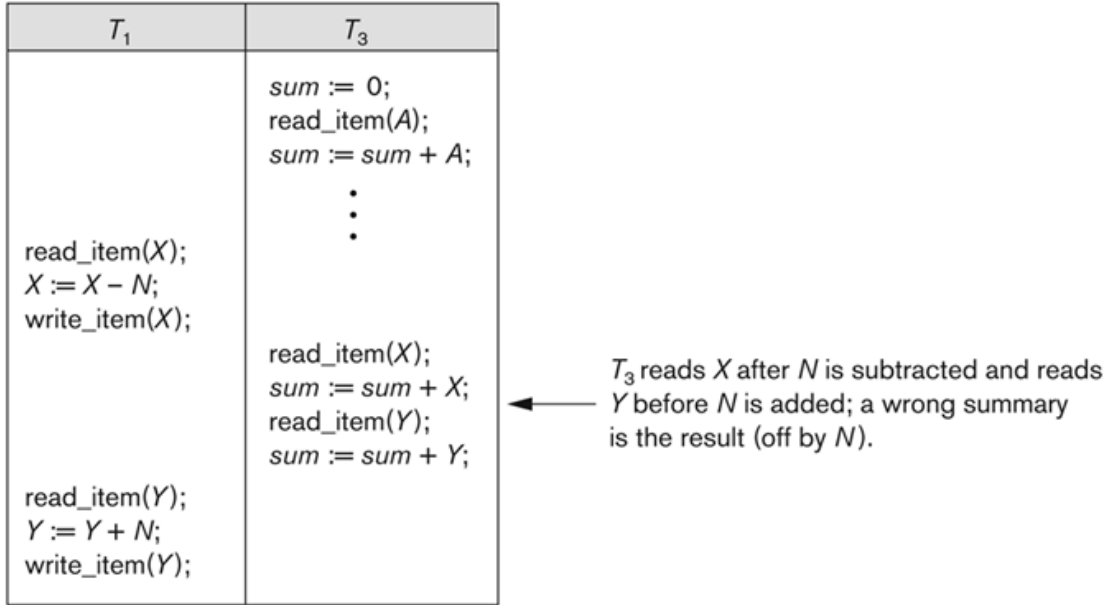 T1 T3
sum := 0;
read_item(A);
sum := sum + A;
read_item(X);
X := X – N;
write_item(X);
read_item(X);
sum := sum + X;
read_item(Y);
sum := sum + Y;
T3 reads X after N is subtracted and reads
Y before N is added; a wrong summary
is the result (off by N).
read_item(Y);
Y := Y + N;
write_item(Y);